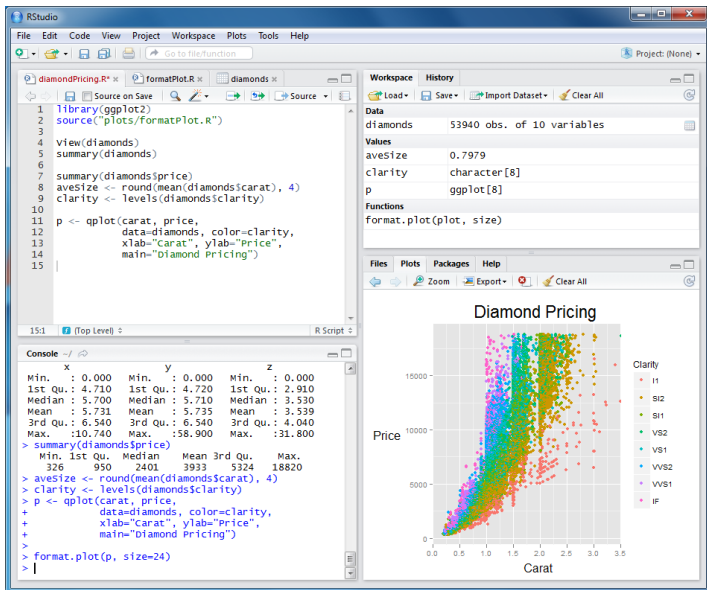 RStudio
File Edit Code View Project Workspace Plots Tools Help
Go to file/function
Project: (None)
diamondPricing.R* × formatPlot.R × diamonds ×
Source on Save Source
1 library(ggplot2)
2 source("plots/formatPlot.R")
3
4 view(diamonds)
5 summary(diamonds)
6
7 summary(diamonds$price)
8 aveSize <- round(mean(diamonds$carat), 4)
9 clarity <- levels(diamonds$clarity)
10
11 p <- qplot(carat, price,
12 data=diamonds, color=clarity,
13 xlab="Carat", ylab="Price",
14 main="Diamond Pricing")
15
15:1 (Top Level) R Script
Console ~/
x y z
Min. : 0.000 Min. : 0.000 Min. : 0.000
1st Qu.: 4.710 1st Qu.: 4.720 1st Qu.: 2.910
Median : 5.700 Median : 5.710 Median : 3.530
Mean : 5.731 Mean : 5.735 Mean : 3.539
3rd Qu.: 6.540 3rd Qu.: 6.540 3rd Qu.: 4.040
Max. :10.740 Max. :58.900 Max. :31.800
> summary(diamonds$price)
Min. 1st Qu. Median Mean 3rd Qu. Max.
326 950 2401 3933 5324 18820
> aveSize <- round(mean(diamonds$carat), 4)
> clarity <- levels(diamonds$clarity)
> p <- qplot(carat, price,
+ data=diamonds, color=clarity,
+ xlab="Carat", ylab="Price",
+ main="Diamond Pricing")
>
> format.plot(p, size=24)
>
Workspace History
Load Save Import Dataset Clear All
Data
diamonds 53940 obs. of 10 variables
Values
aveSize 0.7979
clarity character[8]
p ggplot[8]
Functions
format.plot(plot, size)
Files Plots Packages Help
Zoom Export Clear All
Diamond Pricing
Price
15000
10000
5000
0
0.0 0.5 1.0 1.5 2.0 2.5 3.0 3.5
Carat
Clarity
I1
SI2
SI1
VS2
VS1
VVS2
VVS1
IF